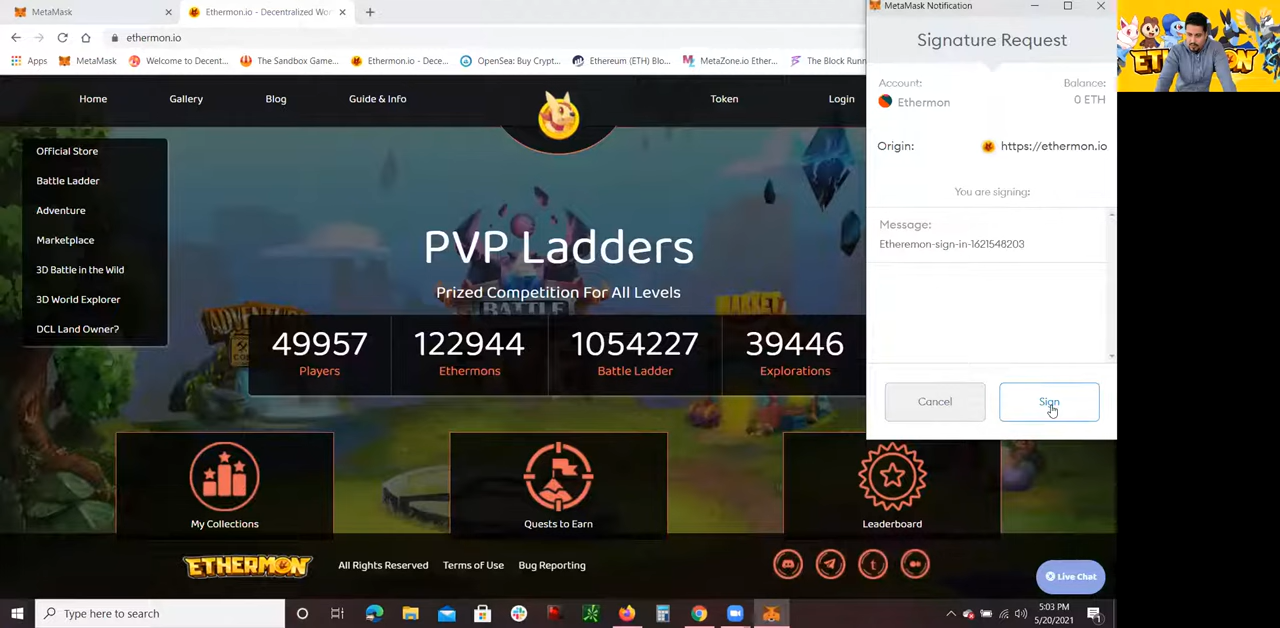 MetaMask
Ethermon.io - Decentralized Wor
ethermon.io
Apps
MetaMask
Welcome to Decent...
The Sandbox Game...
Ethermon.io - Dece...
OpenSea: Buy Crypt...
Ethereum (ETH) Blo...
MetaZone.io Ether...
The Block Runn
Home
Gallery
Blog
Guide & Info
Token
Login
Official Store
Battle Ladder
Adventure
Marketplace
3D Battle in the Wild
3D World Explorer
DCL Land Owner?
PVP Ladders
Prized Competition For All Levels
BATTLE
49957
Players
122944
Ethermons
1054227
Battle Ladder
39446
Explorations
My Collections
Quests to Earn
Leaderboard
ETHERMON
All Rights Reserved
Terms of Use
Bug Reporting
Live Chat
MetaMask Notification
Signature Request
Account:
Ethermon
Balance:
0 ETH
Origin:
https://ethermon.io
You are signing:
Message:
Etheremon-sign-in-1621548203
Cancel
Sign
Type here to search
5:03 PM
5/20/2021